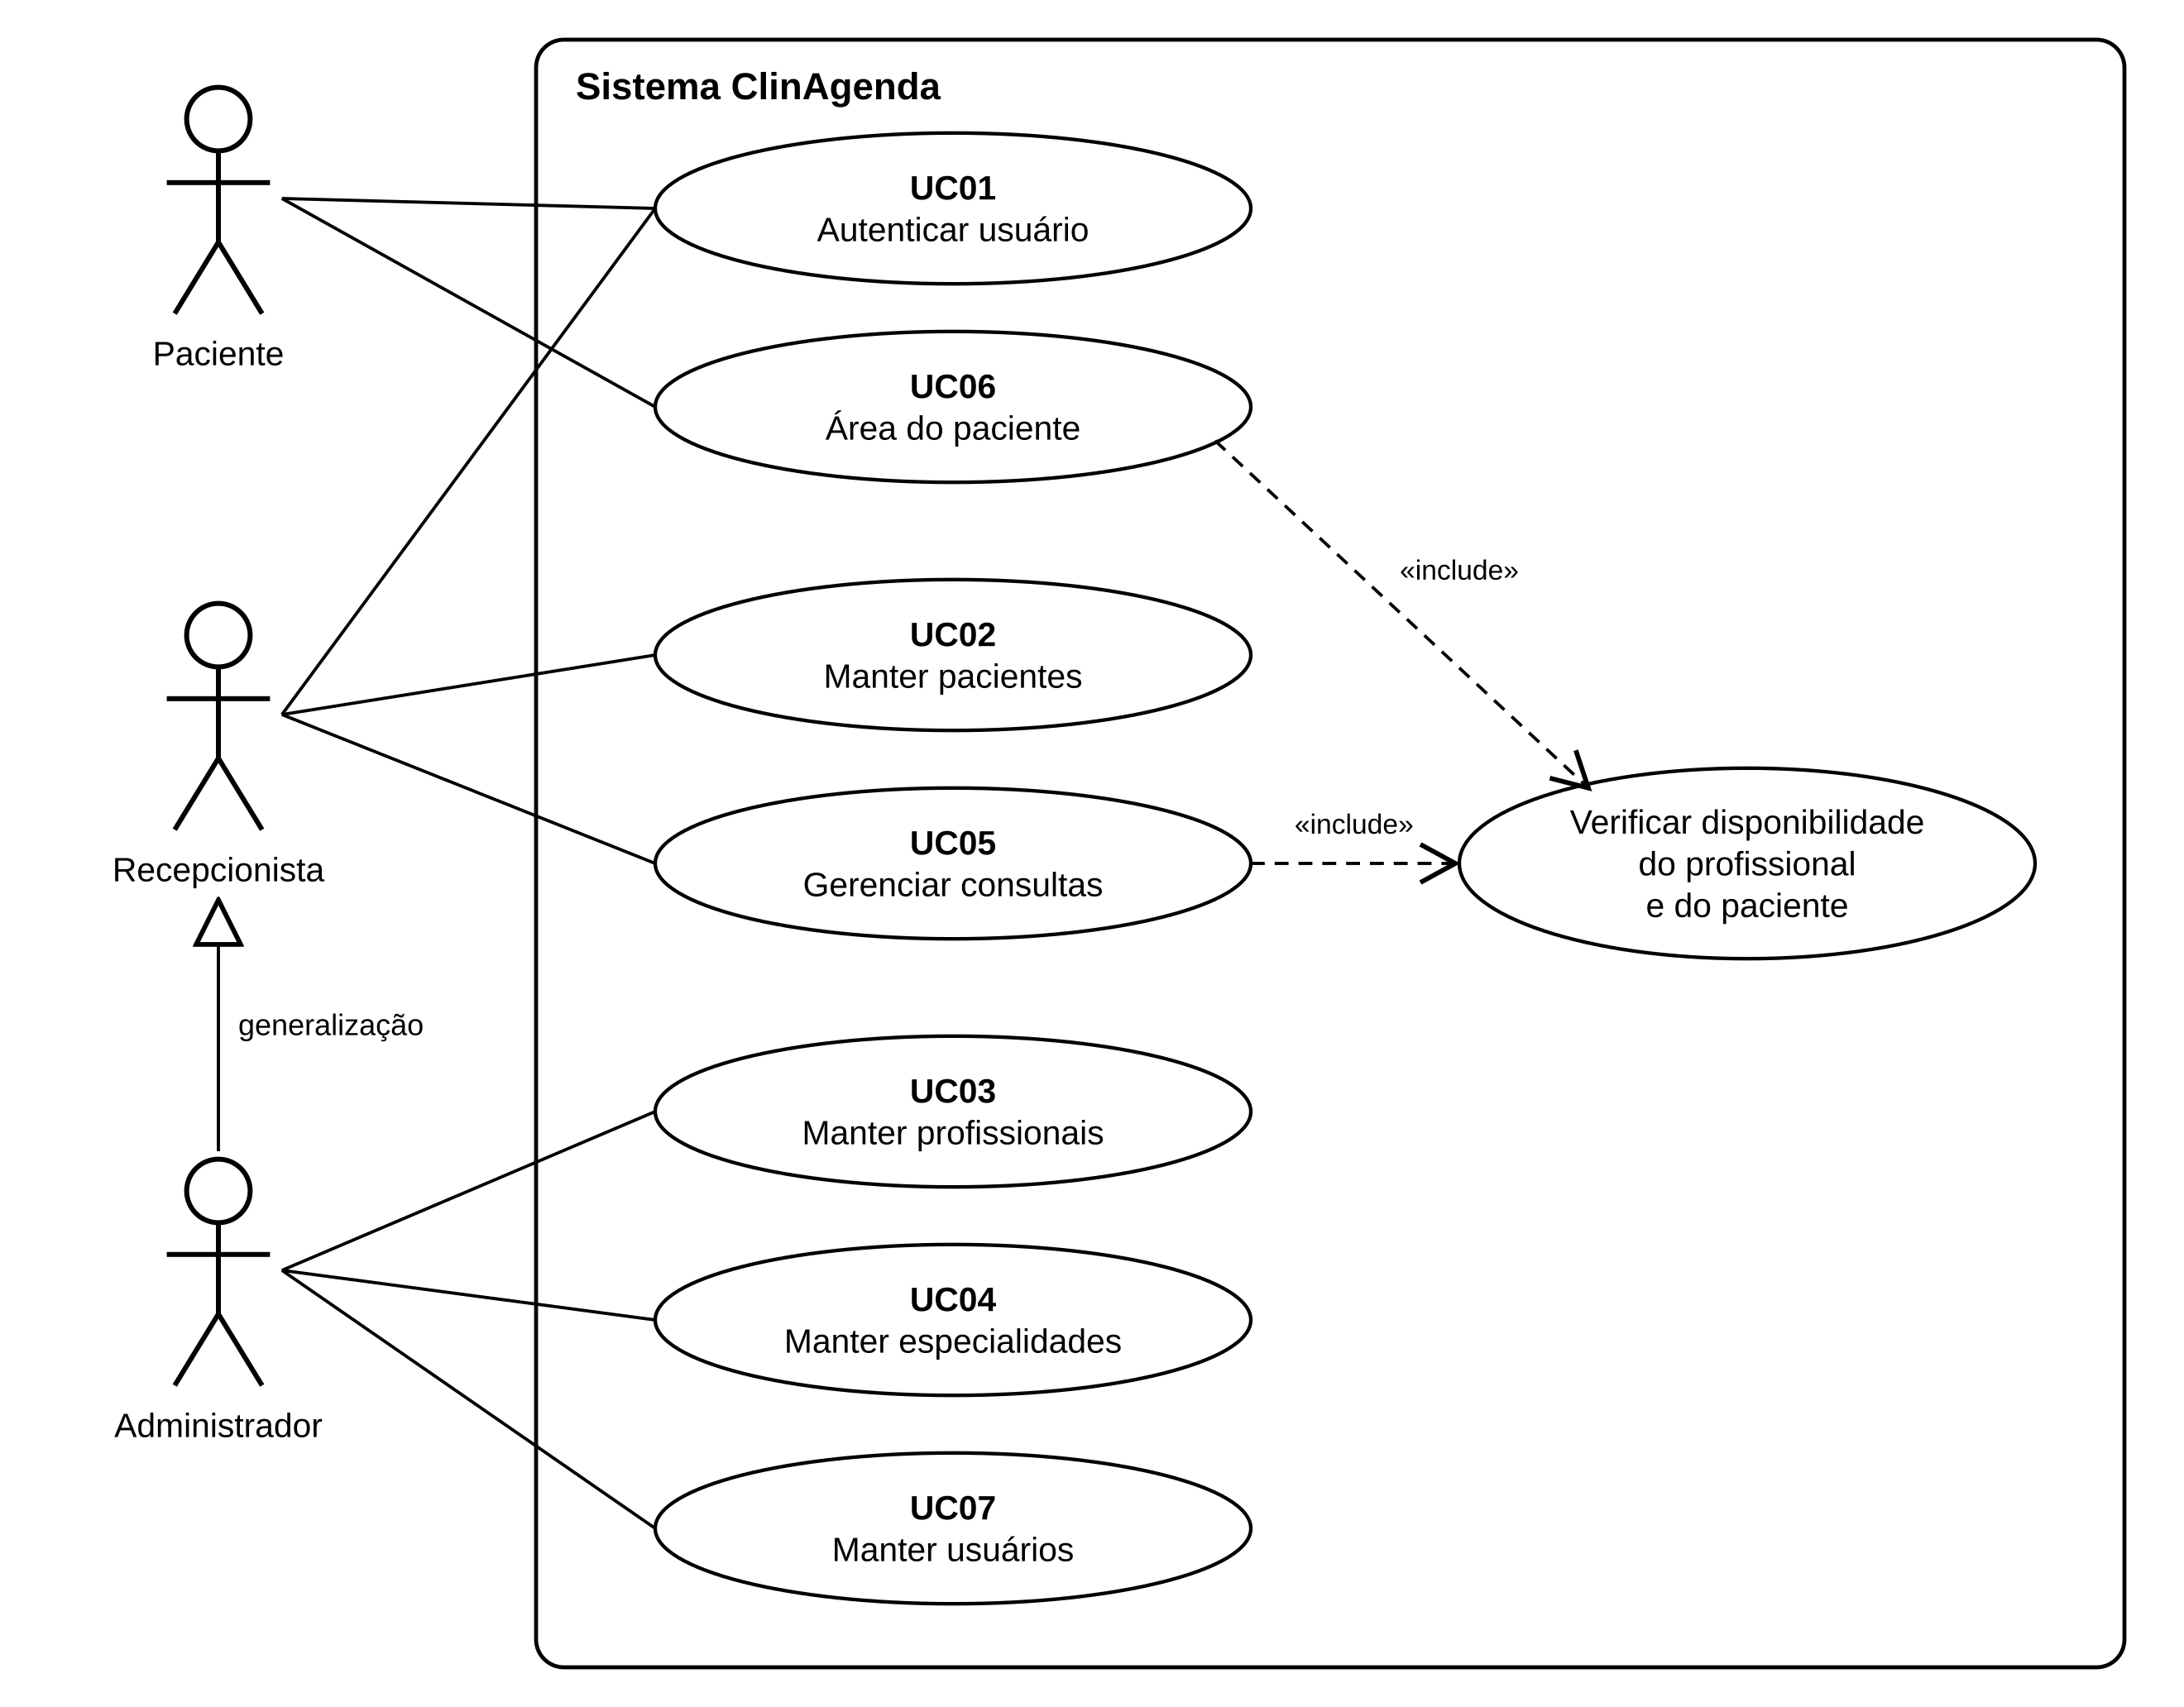 Sistema ClinAgenda
UC01
Autenticar usuário
Paciente
UC06
Área do paciente
«include»
UC02
Manter pacientes
Recepcionista
UC05
Gerenciar consultas
«include»
Verificar disponibilidade
do profissional
e do paciente
generalização
UC03
Manter profissionais
UC04
Manter especialidades
Administrador
UC07
Manter usuários